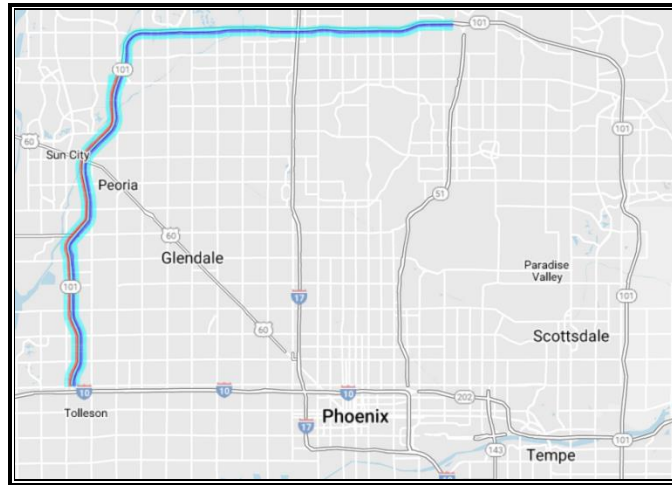 101
101
60
Sun City
Peoria
101
51
60
Glendale
Paradise
Valley
101
17
101
60
Scottsdale
10
10
10
202
Tolleson
Phoenix
17
143
101
Tempe